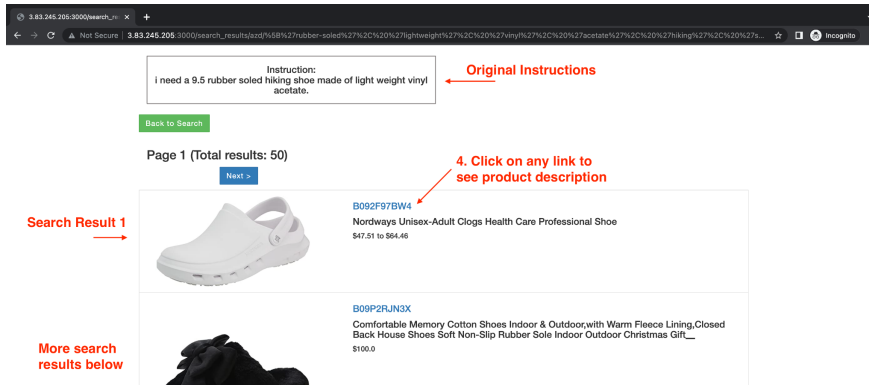 3.83.245.205:3000/search_re
Not Secure | 3.83.245.205:3000/search_results/azd/%5B%27rubber-soled%27%2C%20%27lightweight%27%2C%20%27vinyl%27%2C%20%27acetate%27%2C%20%27hiking%27%2C%20%27s...
Incognito
Instruction:
i need a 9.5 rubber soled hiking shoe made of light weight vinyl
acetate.
Original Instructions
Back to Search
Page 1 (Total results: 50)
Next >
4. Click on any link to
see product description
Search Result 1
B092F97BW4
Nordways Unisex-Adult Clogs Health Care Professional Shoe
$47.51 to $64.46
B09P2RJN3X
Comfortable Memory Cotton Shoes Indoor & Outdoor,with Warm Fleece Lining,Closed
Back House Shoes Soft Non-Slip Rubber Sole Indoor Outdoor Christmas Gift__
$100.0
More search
results below